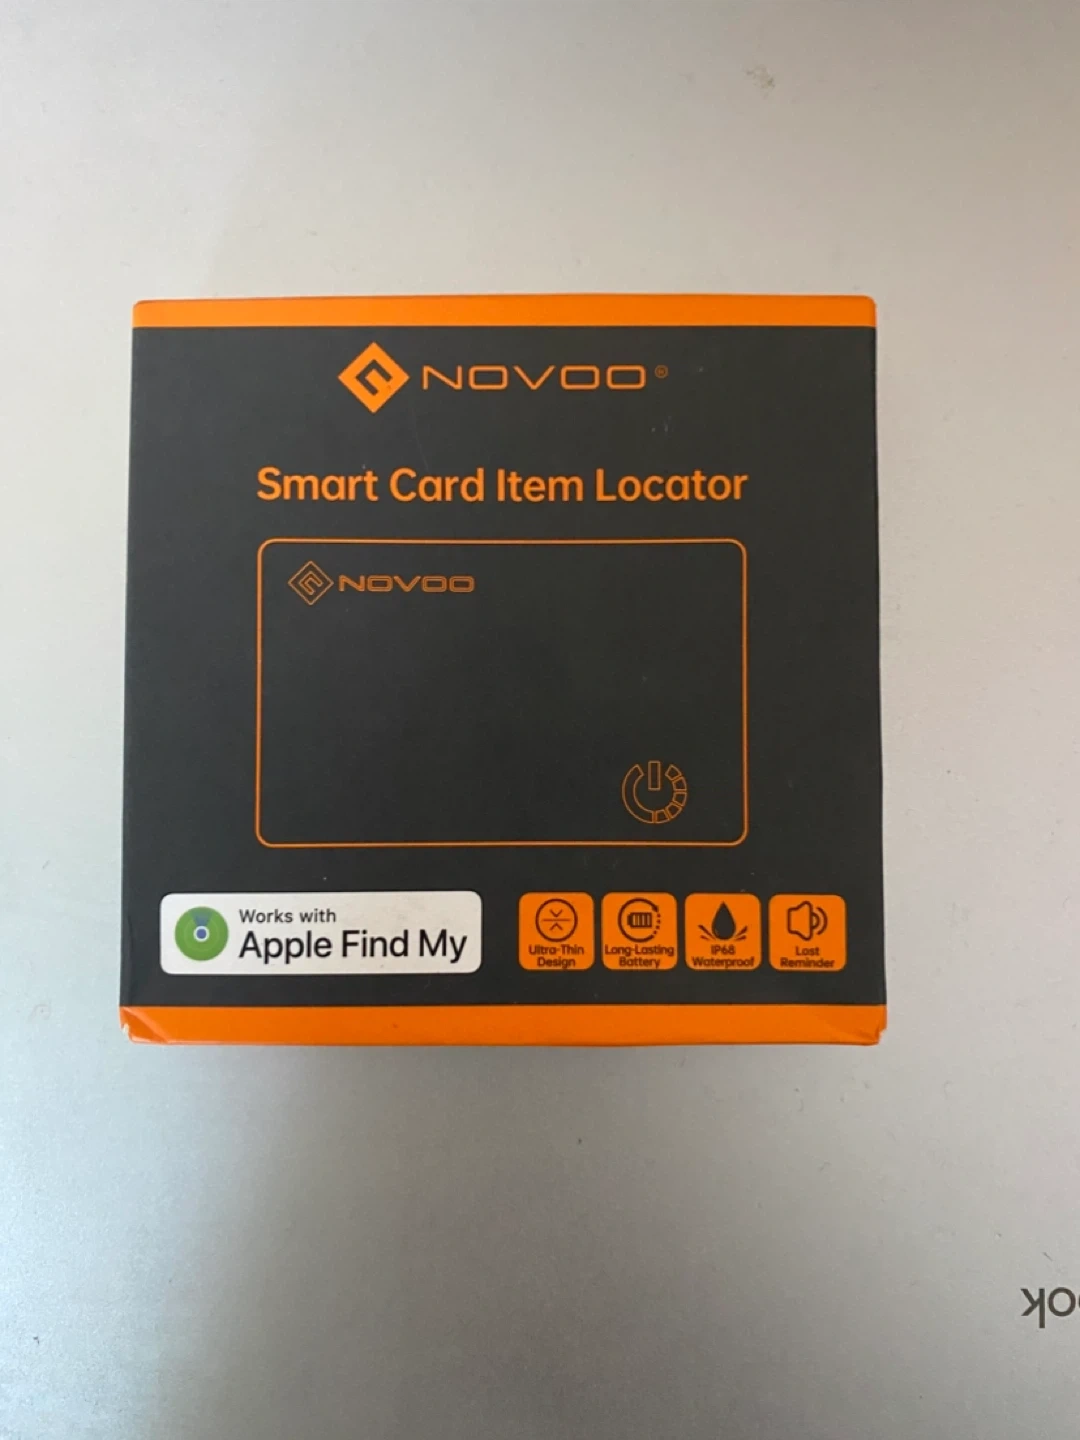 NOVOO®
Smart Card Item Locator
NOVOO
Works with
Apple Find My
Ultra-Thin
Design
Long-Lasting
Battery
IP68
Waterproof
Lost
Reminder
ook